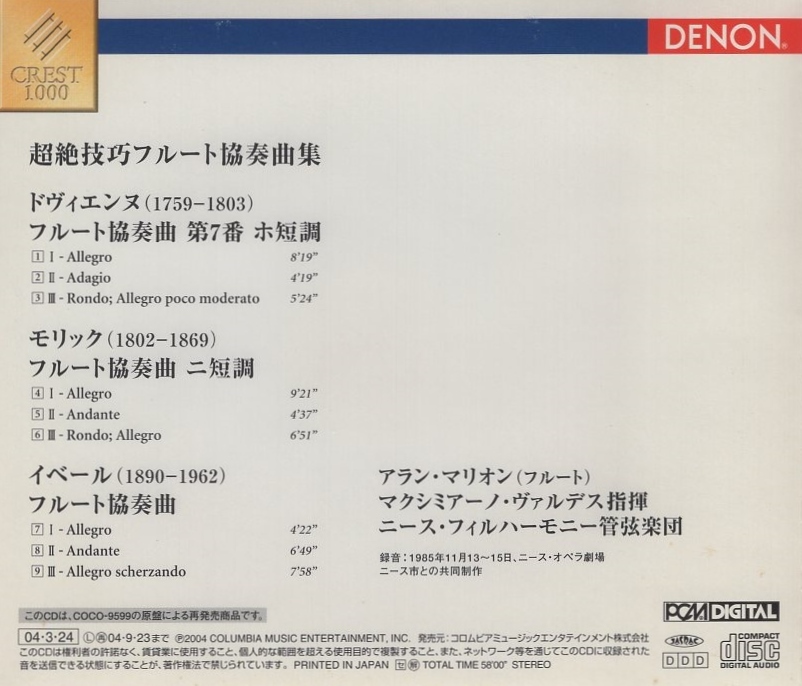 CREST
1000
DENON
超絶技巧フルート協奏曲集
ドヴィエンヌ(1759−1803)
フルート協奏曲 第7番 ホ短調
1 Ⅰ - Allegro 8'19"
2 Ⅱ - Adagio 4'19"
3 Ⅲ - Rondo; Allegro poco moderato 5'24"
モリック(1802−1869)
フルート協奏曲 ニ短調
4 Ⅰ - Allegro 9'21"
5 Ⅱ - Andante 4'37"
6 Ⅲ - Rondo; Allegro 6'51"
イベール(1890−1962)
フルート協奏曲
7 Ⅰ - Allegro 4'22"
8 Ⅱ - Andante 6'49"
9 Ⅲ - Allegro scherzando 7'58"
アラン・マリオン(フルート)
マクシミアーノ・ヴァルデス指揮
ニース・フィルハーモニー管弦楽団
録音：1985年11月13〜15日、ニース・オペラ劇場
ニース市との共同制作
このCDは、COCO-9599の原盤による再発売商品です。
PCM DIGITAL
04・3・24 Ⓛ㋲04・9・23まで ℗2004 COLUMBIA MUSIC ENTERTAINMENT, INC. 発売元：コロムビアミュージックエンタテインメント株式会社
このCDは権利者の許諾なく、賃貸業に使用すること、個人的な範囲を超える使用目的で複製すること、また、ネットワーク等を通じてこのCDに収録された
音を送信できる状態にすることが、著作権法で禁じられています。 PRINTED IN JAPAN TOTAL TIME 58'00" STEREO
JASRAC
DDD
COMPACT
disc
DIGITAL AUDIO